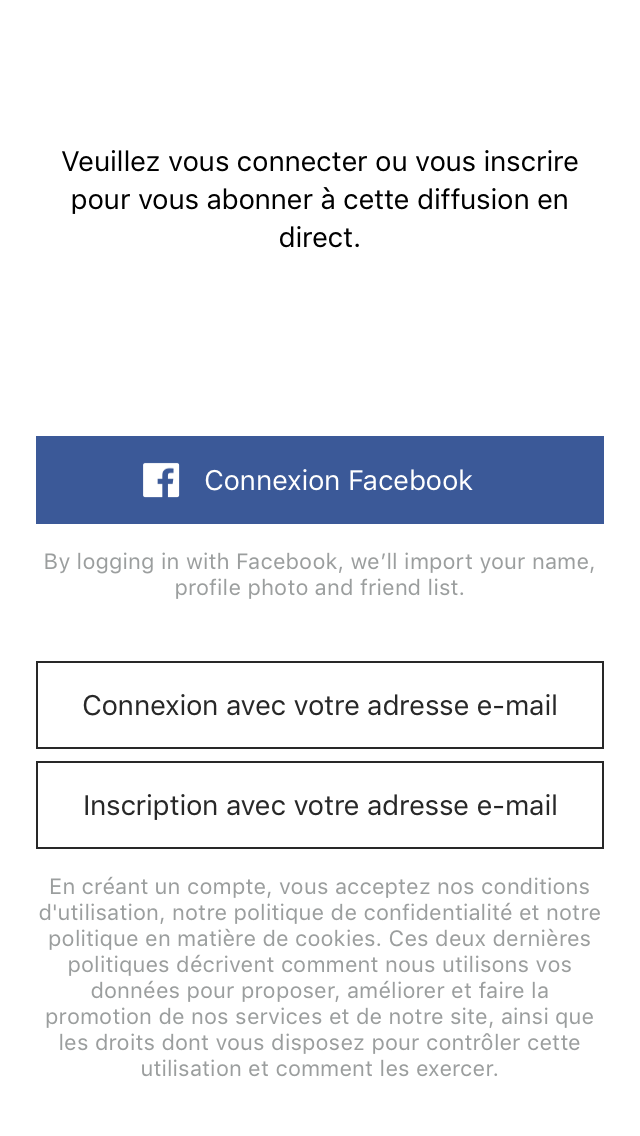 Veuillez vous connecter ou vous inscrire
pour vous abonner à cette diffusion en
direct.
Connexion Facebook
By logging in with Facebook, we’ll import your name,
profile photo and friend list.
Connexion avec votre adresse e-mail
Inscription avec votre adresse e-mail
En créant un compte, vous acceptez nos conditions
d'utilisation, notre politique de confidentialité et notre
politique en matière de cookies. Ces deux dernières
politiques décrivent comment nous utilisons vos
données pour proposer, améliorer et faire la
promotion de nos services et de notre site, ainsi que
les droits dont vous disposez pour contrôler cette
utilisation et comment les exercer.